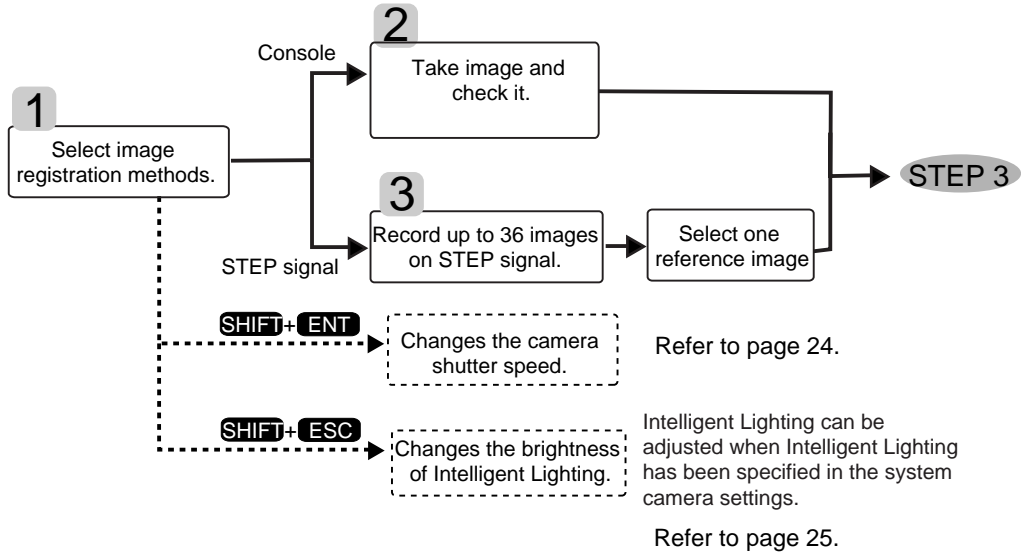 1
Select image
registration methods.
Console
2
Take image and
check it.
STEP signal
3
Record up to 36 images
on STEP signal.
Select one
reference image
STEP 3
SHIFT+ ENT
Changes the camera
shutter speed.
Refer to page 24.
SHIFT+ ESC
Changes the brightness
of Intelligent Lighting.
Intelligent Lighting can be
adjusted when Intelligent Lighting
has been specified in the system
camera settings.
Refer to page 25.